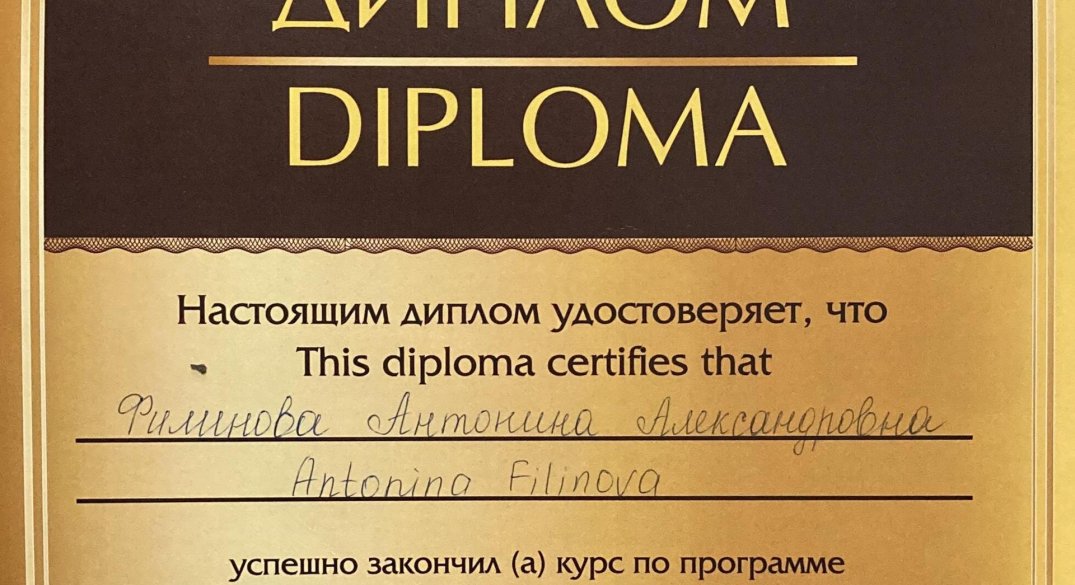 ДИПЛОМ
DIPLOMA
Настоящим диплом удостоверяет, что
This diploma certifies that
Филинова Антонина Александровна
Antonina Filinova
успешно закончил (а) курс по программе